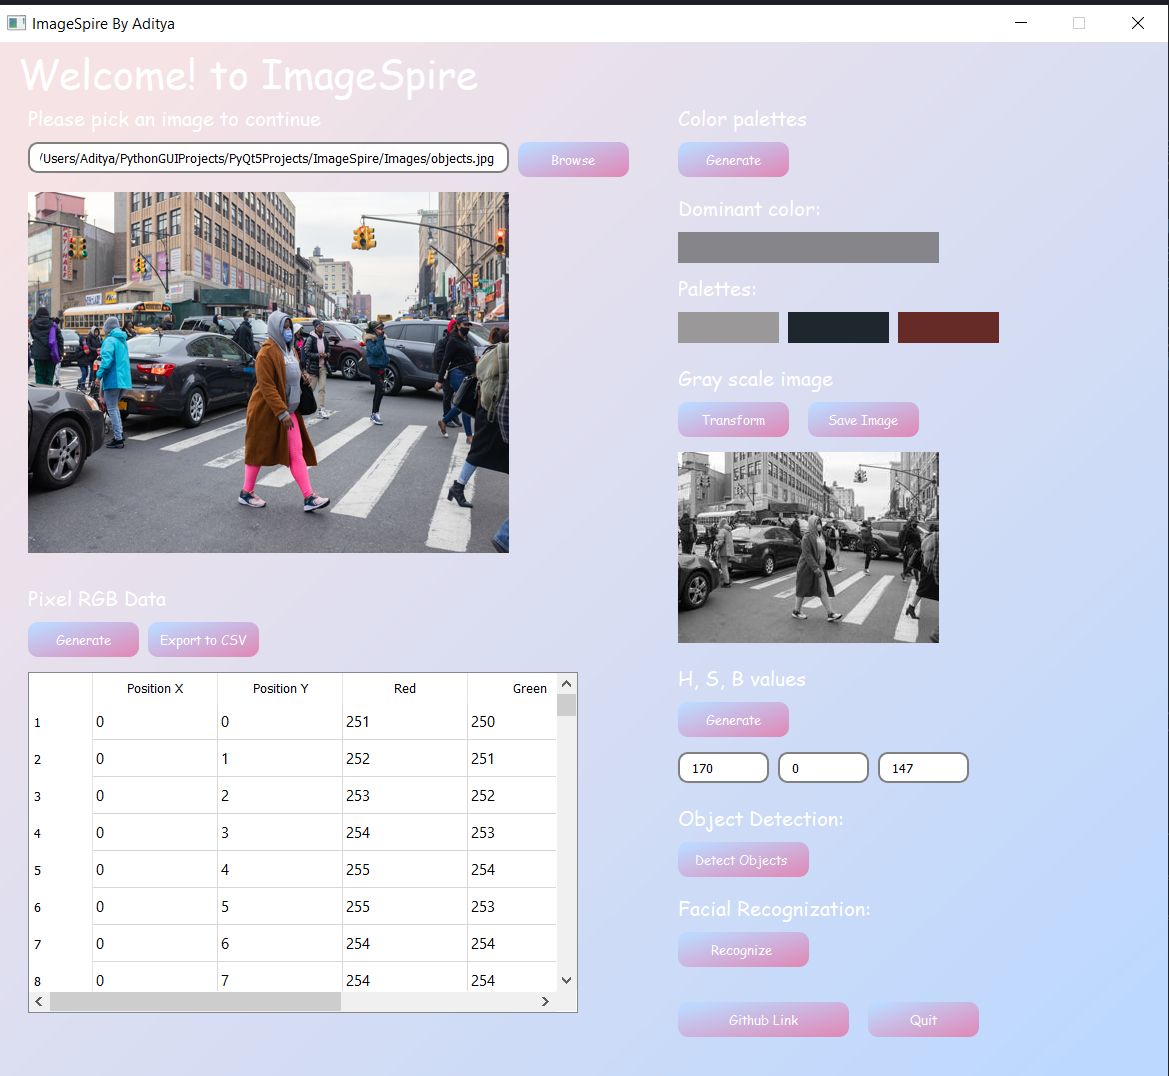 ImageSpire By Aditya
Welcome! to ImageSpire
Please pick an image to continue
/Users/Aditya/PythonGUIProjects/PyQt5Projects/ImageSpire/Images/objects.jpg
Browse
Pixel RGB Data
Generate Export to CSV
Position X Position Y Red Green
1 0 0 251 250
2 0 1 252 251
3 0 2 253 252
4 0 3 254 253
5 0 4 255 254
6 0 5 255 253
7 0 6 254 254
8 0 7 254 254
Color palettes
Generate
Dominant color:
Palettes:
Gray scale image
Transform Save Image
H, S, B values
Generate
170 0 147
Object Detection:
Detect Objects
Facial Recognization:
Recognize
Github Link Quit